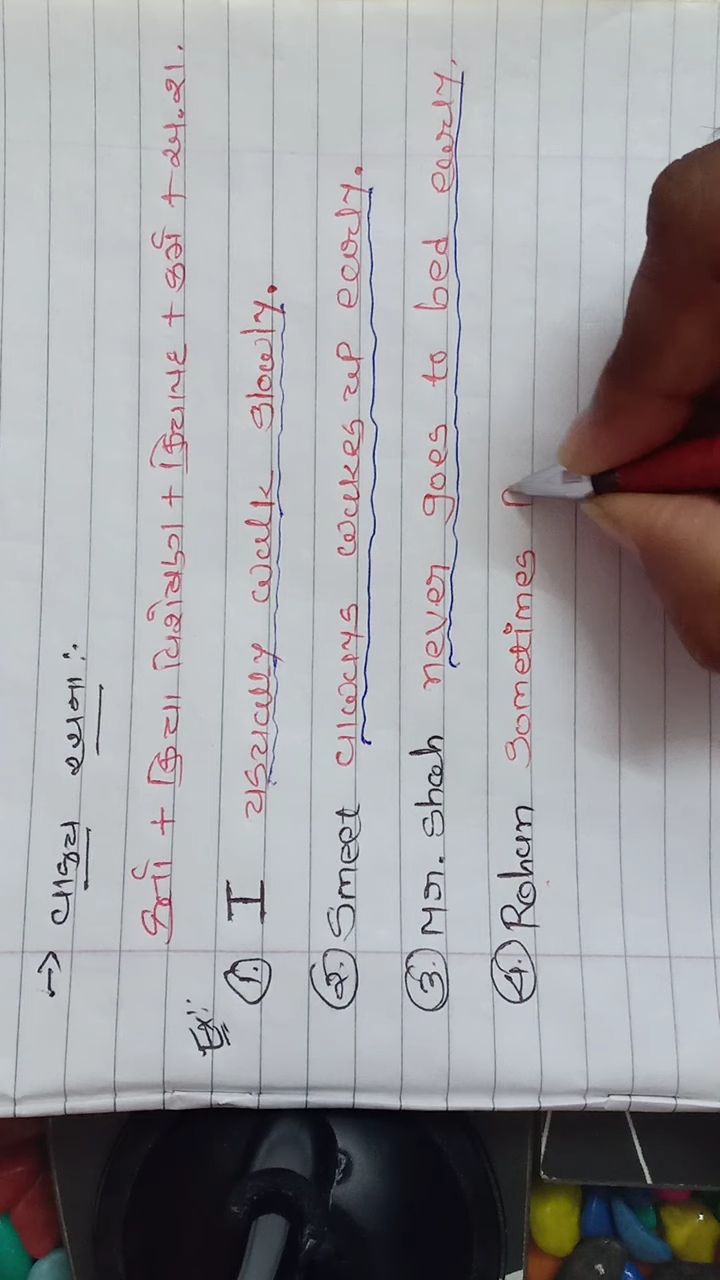 → વાક્ય રચના :-
કર્તા + ક્રિયા વિશેષણ + ક્રિયાપદ + કર્મ + અ.શ.
Ex:-
1. I usually walk slowly.
2. Smeet always wakes up early.
3. Mr. Shah never goes to bed early.
4. Rohan sometimes